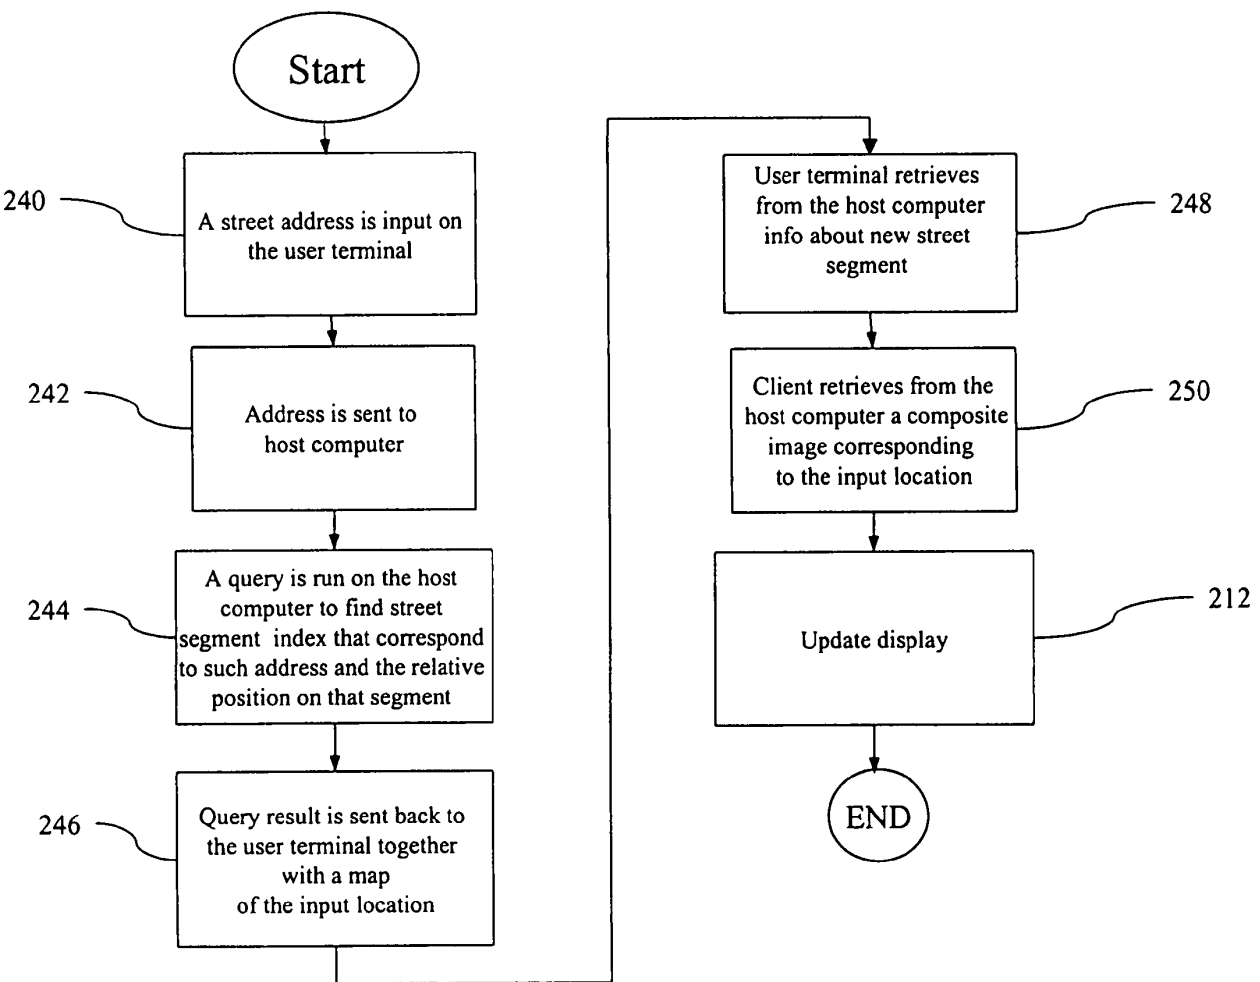 Start
240
A street address is input on
the user terminal
242
Address is sent to
host computer
244
A query is run on the host
computer to find street
segment index that correspond
to such address and the relative
position on that segment
246
Query result is sent back to
the user terminal together
with a map
of the input location
User terminal retrieves
from the host computer
info about new street
segment
248
Client retrieves from the
host computer a composite
image corresponding
to the input location
250
Update display
212
END